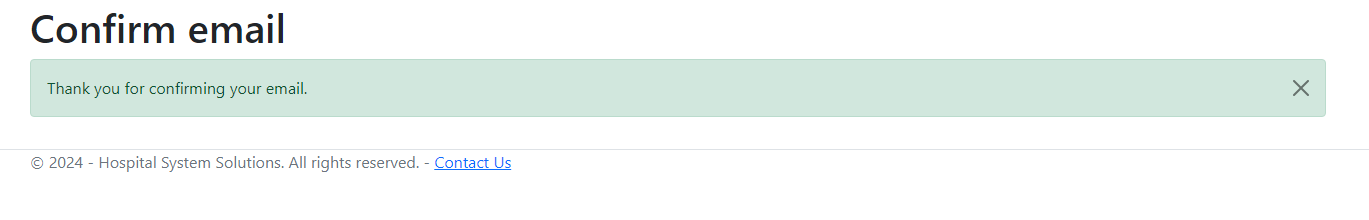 Confirm email
Thank you for confirming your email.
© 2024 - Hospital System Solutions. All rights reserved. - Contact Us